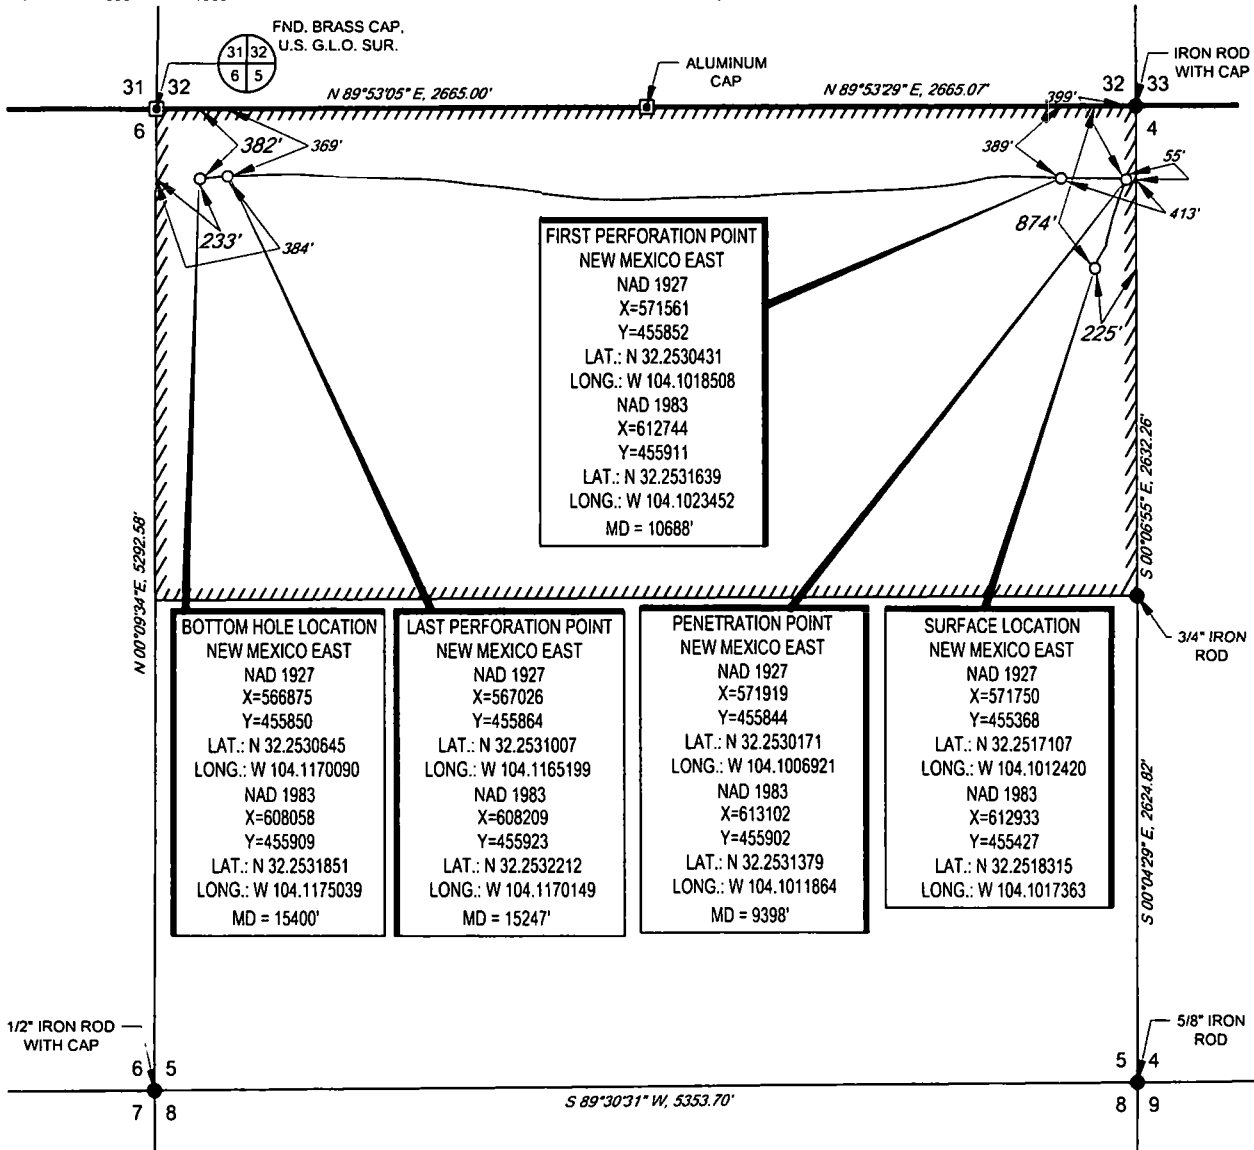 FND. BRASS CAP,
U.S. G.L.O. SUR.
31 32
6 5
31 32
6
ALUMINUM
CAP
IRON ROD
WITH CAP
32 33
4
N 89°53'05" E, 2665.00'
N 89°53'29" E, 2665.07'
399'
382'
369'
389'
55'
413'
233'
384'
874'
225'
FIRST PERFORATION POINT
NEW MEXICO EAST
NAD 1927
X=571561
Y=455852
LAT.: N 32.2530431
LONG.: W 104.1018508
NAD 1983
X=612744
Y=455911
LAT.: N 32.2531639
LONG.: W 104.1023452
MD = 10688'
N 00°09'34"E, 5292.58'
S 00°06'55" E, 2632.26'
3/4" IRON
ROD
BOTTOM HOLE LOCATION
NEW MEXICO EAST
NAD 1927
X=566875
Y=455850
LAT.: N 32.2530645
LONG.: W 104.1170090
NAD 1983
X=608058
Y=455909
LAT.: N 32.2531851
LONG.: W 104.1175039
MD = 15400'
LAST PERFORATION POINT
NEW MEXICO EAST
NAD 1927
X=567026
Y=455864
LAT.: N 32.2531007
LONG.: W 104.1165199
NAD 1983
X=608209
Y=455923
LAT.: N 32.2532212
LONG.: W 104.1170149
MD = 15247'
PENETRATION POINT
NEW MEXICO EAST
NAD 1927
X=571919
Y=455844
LAT.: N 32.2530171
LONG.: W 104.1006921
NAD 1983
X=613102
Y=455902
LAT.: N 32.2531379
LONG.: W 104.1011864
MD = 9398'
SURFACE LOCATION
NEW MEXICO EAST
NAD 1927
X=571750
Y=455368
LAT.: N 32.2517107
LONG.: W 104.1012420
NAD 1983
X=612933
Y=455427
LAT.: N 32.2518315
LONG.: W 104.1017363
S 00°04'29" E, 2624.82'
1/2" IRON ROD
WITH CAP
5/8" IRON
ROD
6 5
7 8
S 89°30'31" W, 5353.70'
5 4
8 9